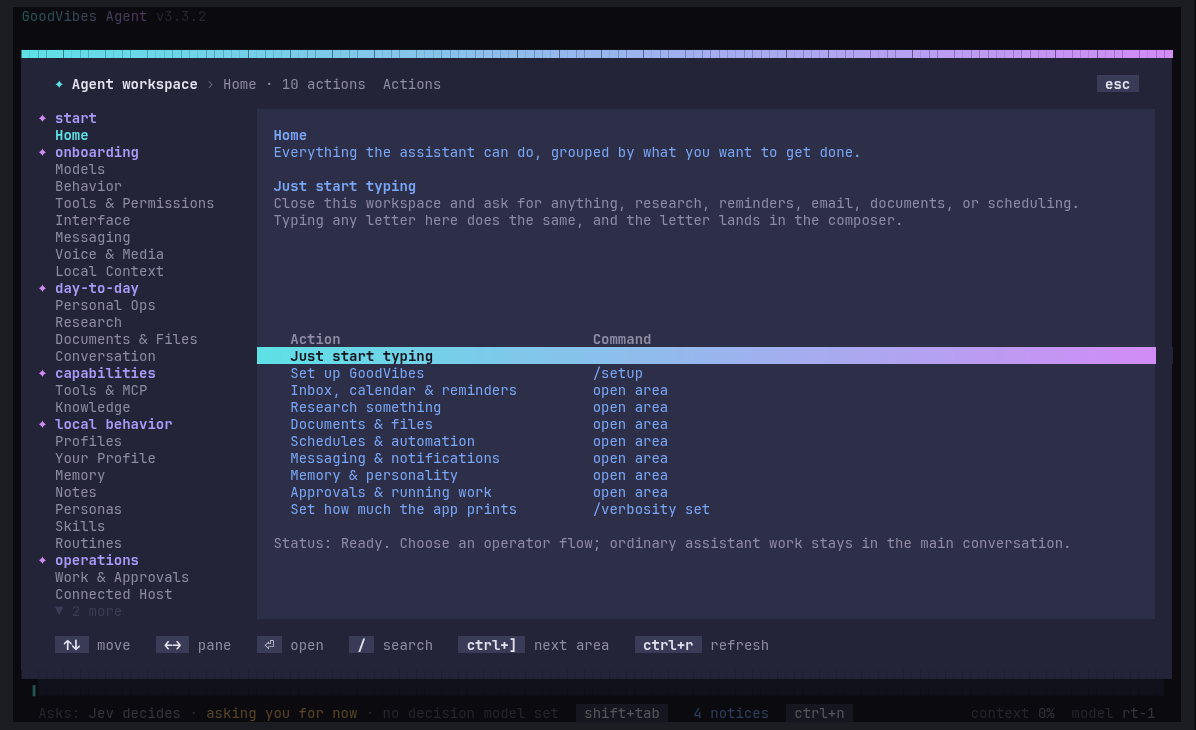 GoodVibes Agent v3.3.2
✦ Agent workspace › Home · 10 actions Actions esc
✦ start
Home
✦ onboarding
Models
Behavior
Tools & Permissions
Interface
Messaging
Voice & Media
Local Context
✦ day-to-day
Personal Ops
Research
Documents & Files
Conversation
✦ capabilities
Tools & MCP
Knowledge
✦ local behavior
Profiles
Your Profile
Memory
Notes
Personas
Skills
Routines
✦ operations
Work & Approvals
Connected Host
▼ 2 more
Home
Everything the assistant can do, grouped by what you want to get done.
Just start typing
Close this workspace and ask for anything, research, reminders, email, documents, or scheduling.
Typing any letter here does the same, and the letter lands in the composer.
Action Command
Just start typing
Set up GoodVibes /setup
Inbox, calendar & reminders open area
Research something open area
Documents & files open area
Schedules & automation open area
Messaging & notifications open area
Memory & personality open area
Approvals & running work open area
Set how much the app prints /verbosity set
Status: Ready. Choose an operator flow; ordinary assistant work stays in the main conversation.
↑↓ move ↔ pane ⏎ open / search ctrl+] next area ctrl+r refresh
Asks: Jev decides · asking you for now · no decision model set shift+tab 4 notices ctrl+n context 0% model rt-1